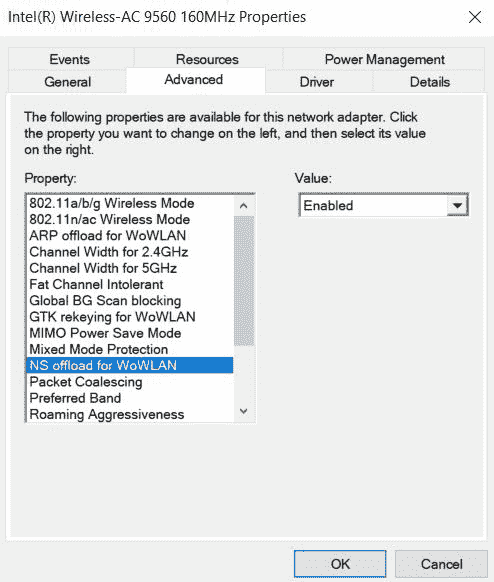 Intel(R) Wireless-AC 9560 160MHz Properties
Events Resources Power Management
General Advanced Driver Details
The following properties are available for this network adapter. Click
the property you want to change on the left, and then select its value
on the right.
Property: Value:
802.11a/b/g Wireless Mode Enabled
802.11n/ac Wireless Mode
ARP offload for WoWLAN
Channel Width for 2.4GHz
Channel Width for 5GHz
Fat Channel Intolerant
Global BG Scan blocking
GTK rekeying for WoWLAN
MIMO Power Save Mode
Mixed Mode Protection
NS offload for WoWLAN
Packet Coalescing
Preferred Band
Roaming Aggressiveness
OK Cancel